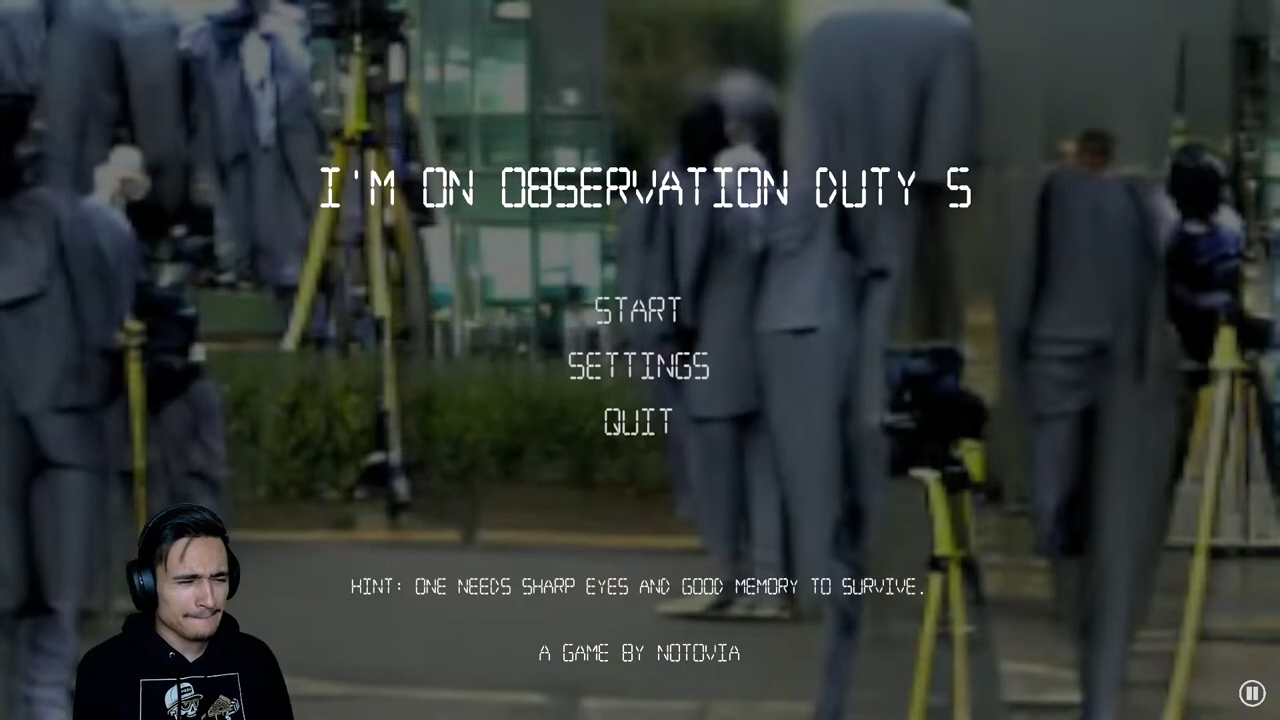 I'M ON OBSERVATION DUTY 5
START
SETTINGS
QUIT
HINT: ONE NEEDS SHARP EYES AND GOOD MEMORY TO SURVIVE.
A GAME BY NOTOVIA